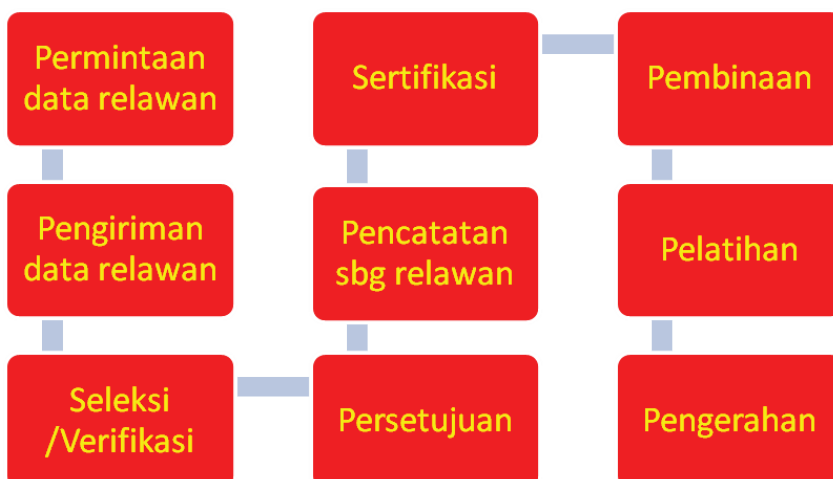 Permintaan
data relawan
Pengiriman
data relawan
Seleksi
/Verifikasi
Persetujuan
Pencatatan
sbg relawan
Sertifikasi
Pembinaan
Pelatihan
Pengerahan